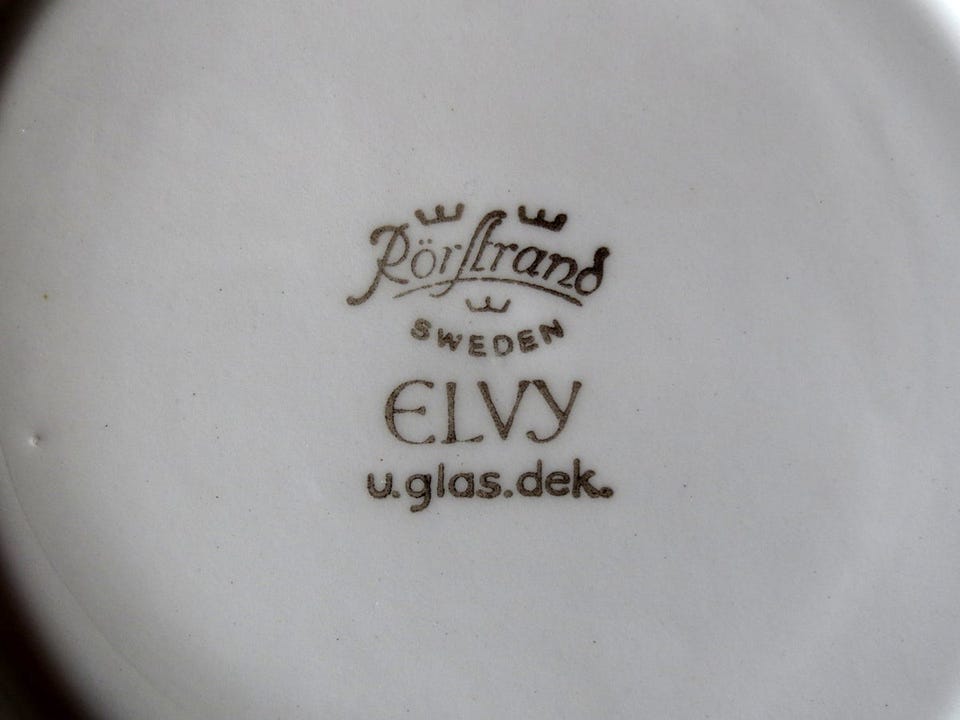 Rörstrand
SWEDEN
ELVY
u.glas.dek.